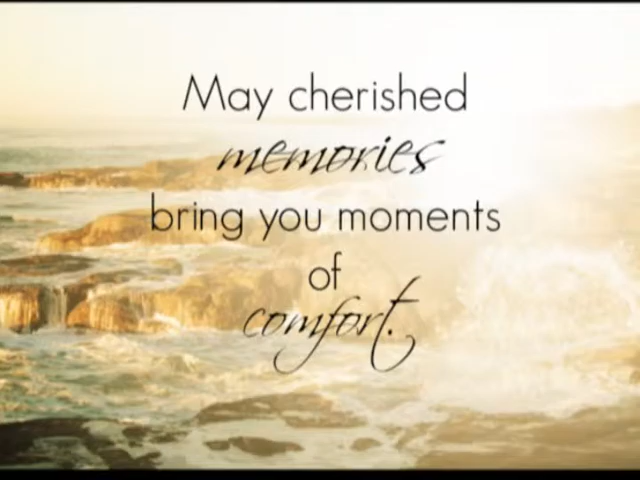 May cherished
memories
bring you moments
of
comfort.